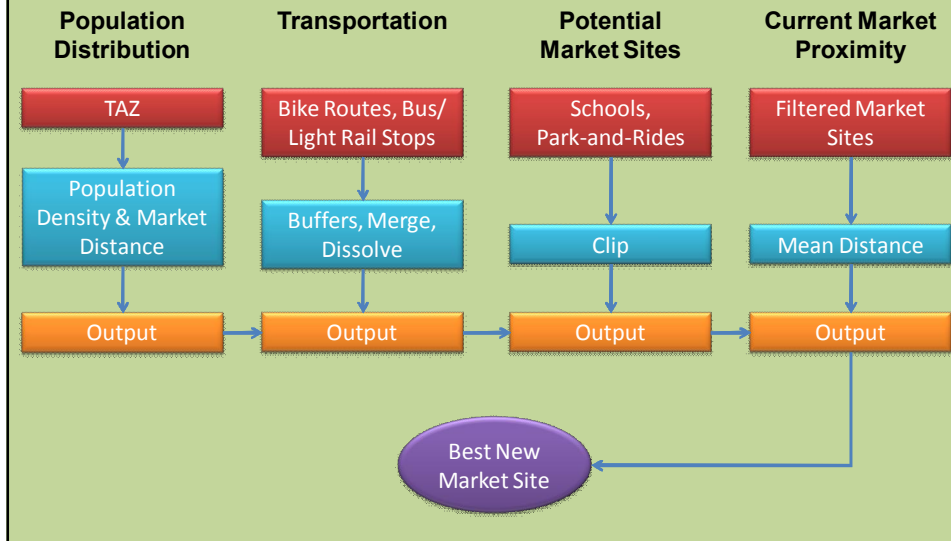 Population
Distribution
Transportation
Potential
Market Sites
Current Market
Proximity
TAZ
Bike Routes, Bus/
Light Rail Stops
Schools,
Park-and-Rides
Filtered Market
Sites
Population
Density & Market
Distance
Buffers, Merge,
Dissolve
Clip
Mean Distance
Output
Output
Output
Output
Best New
Market Site